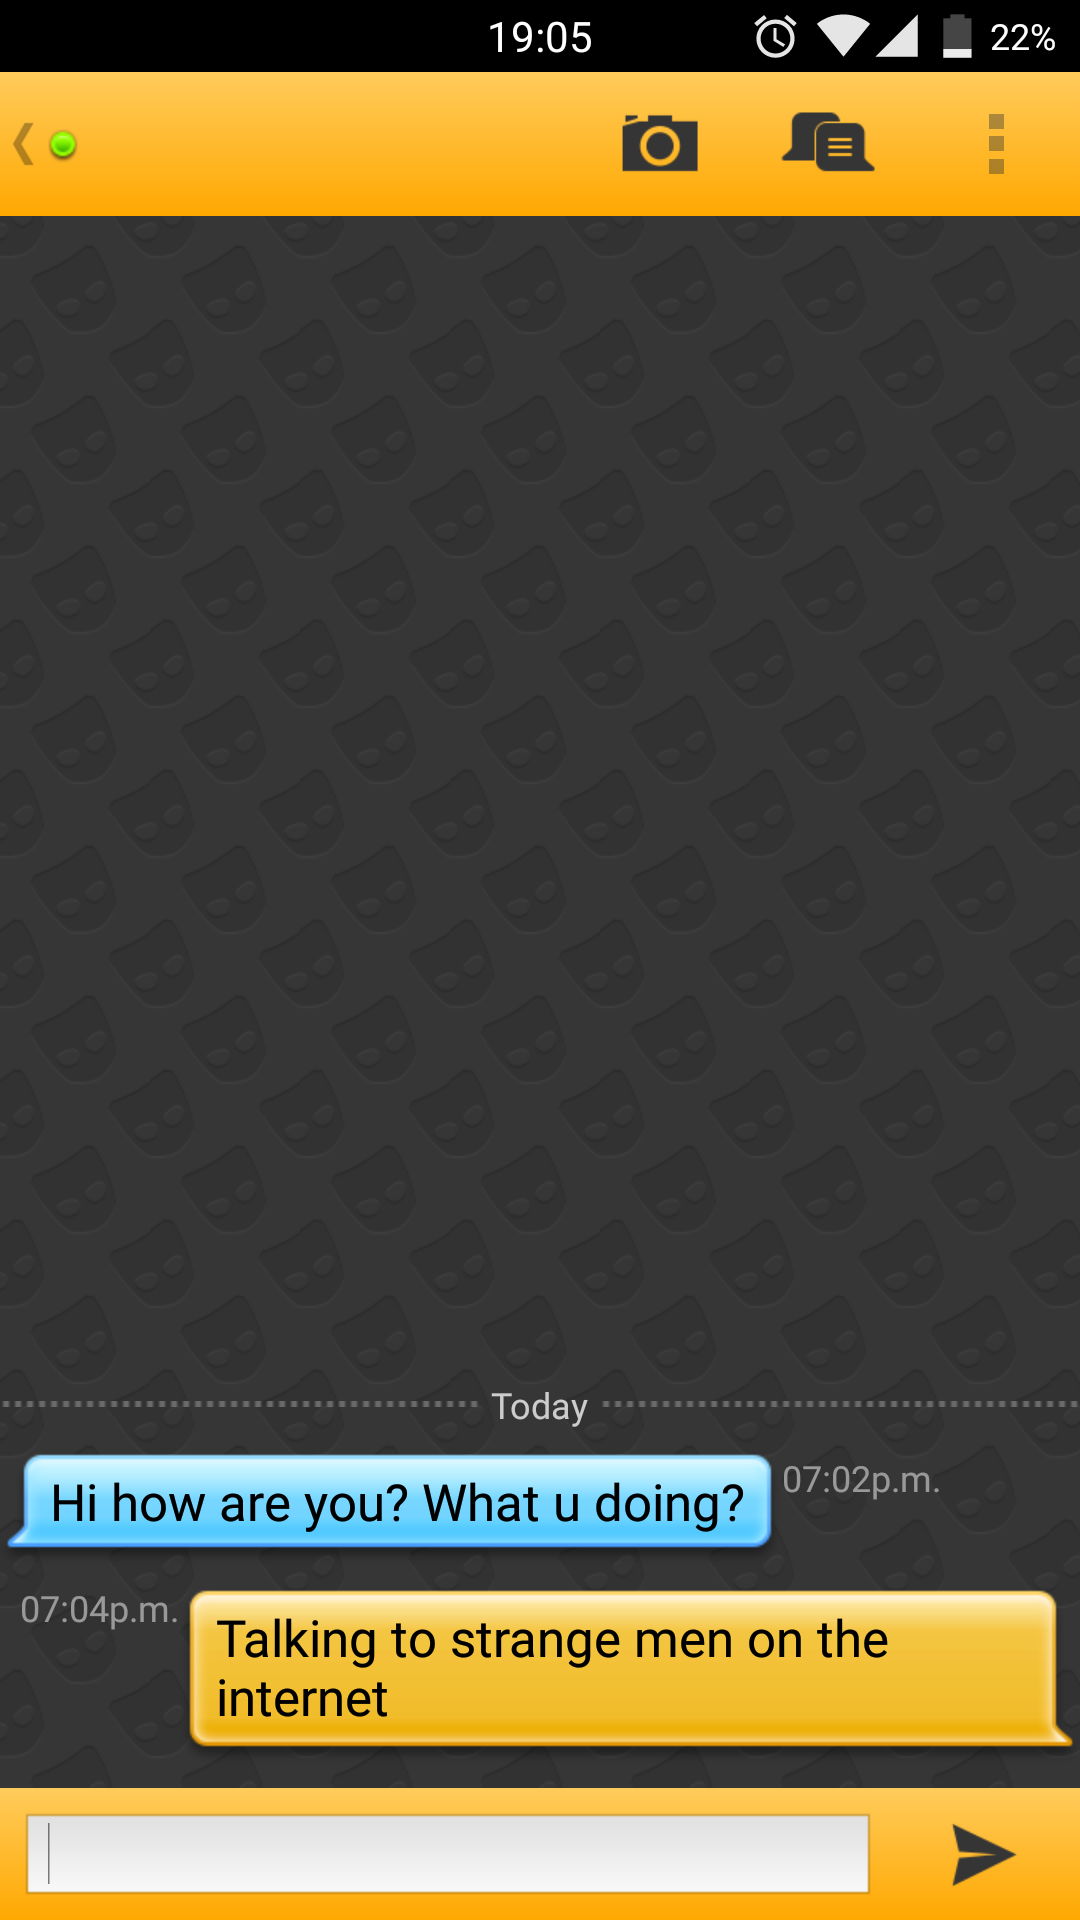 19:05
22%
Today
Hi how are you? What u doing?
07:02p.m.
07:04p.m.
Talking to strange men on the
internet